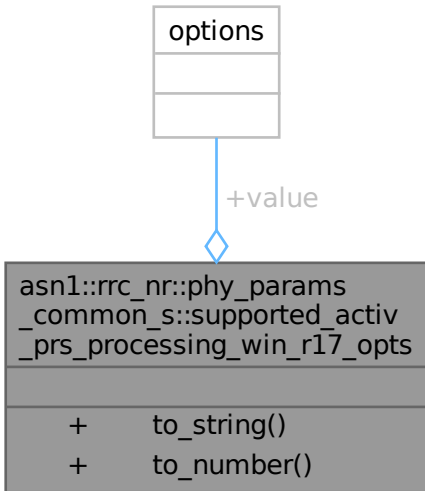 options
+value
asn1::rrc_nr::phy_params
_common_s::supported_activ
_prs_processing_win_r17_opts
+ to_string()
+ to_number()